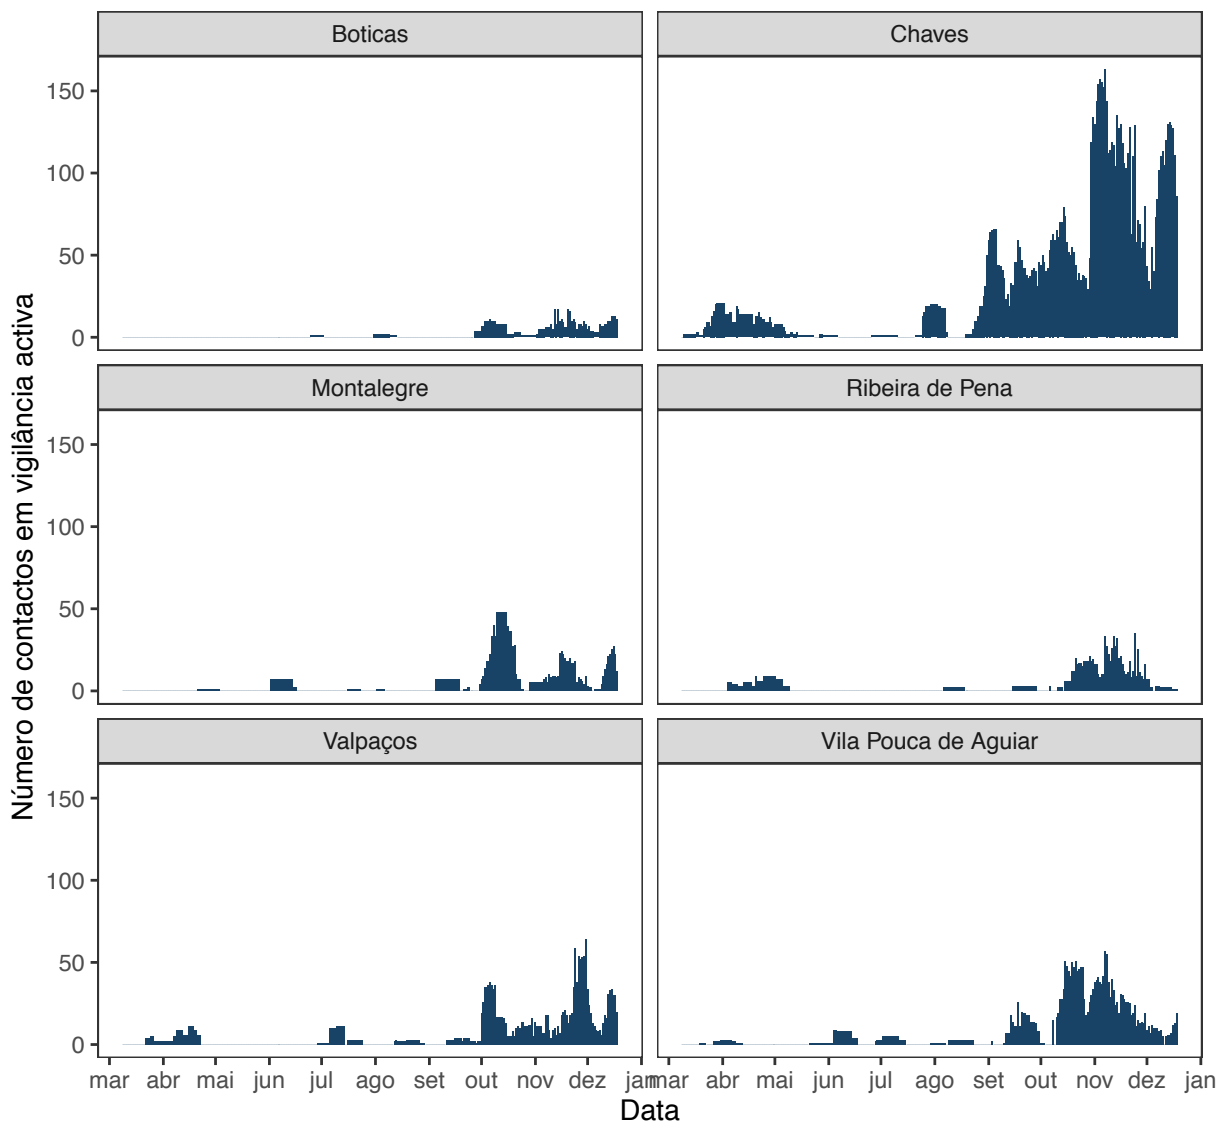 Boticas
Chaves
150
100
50
0
Montalegre
Ribeira de Pena
150
100
50
0
Valpaços
Vila Pouca de Aguiar
150
100
50
0
mar abr mai jun jul ago set out nov dez jan
mar abr mai jun jul ago set out nov dez jan
Data
Número de contactos em vigilância activa